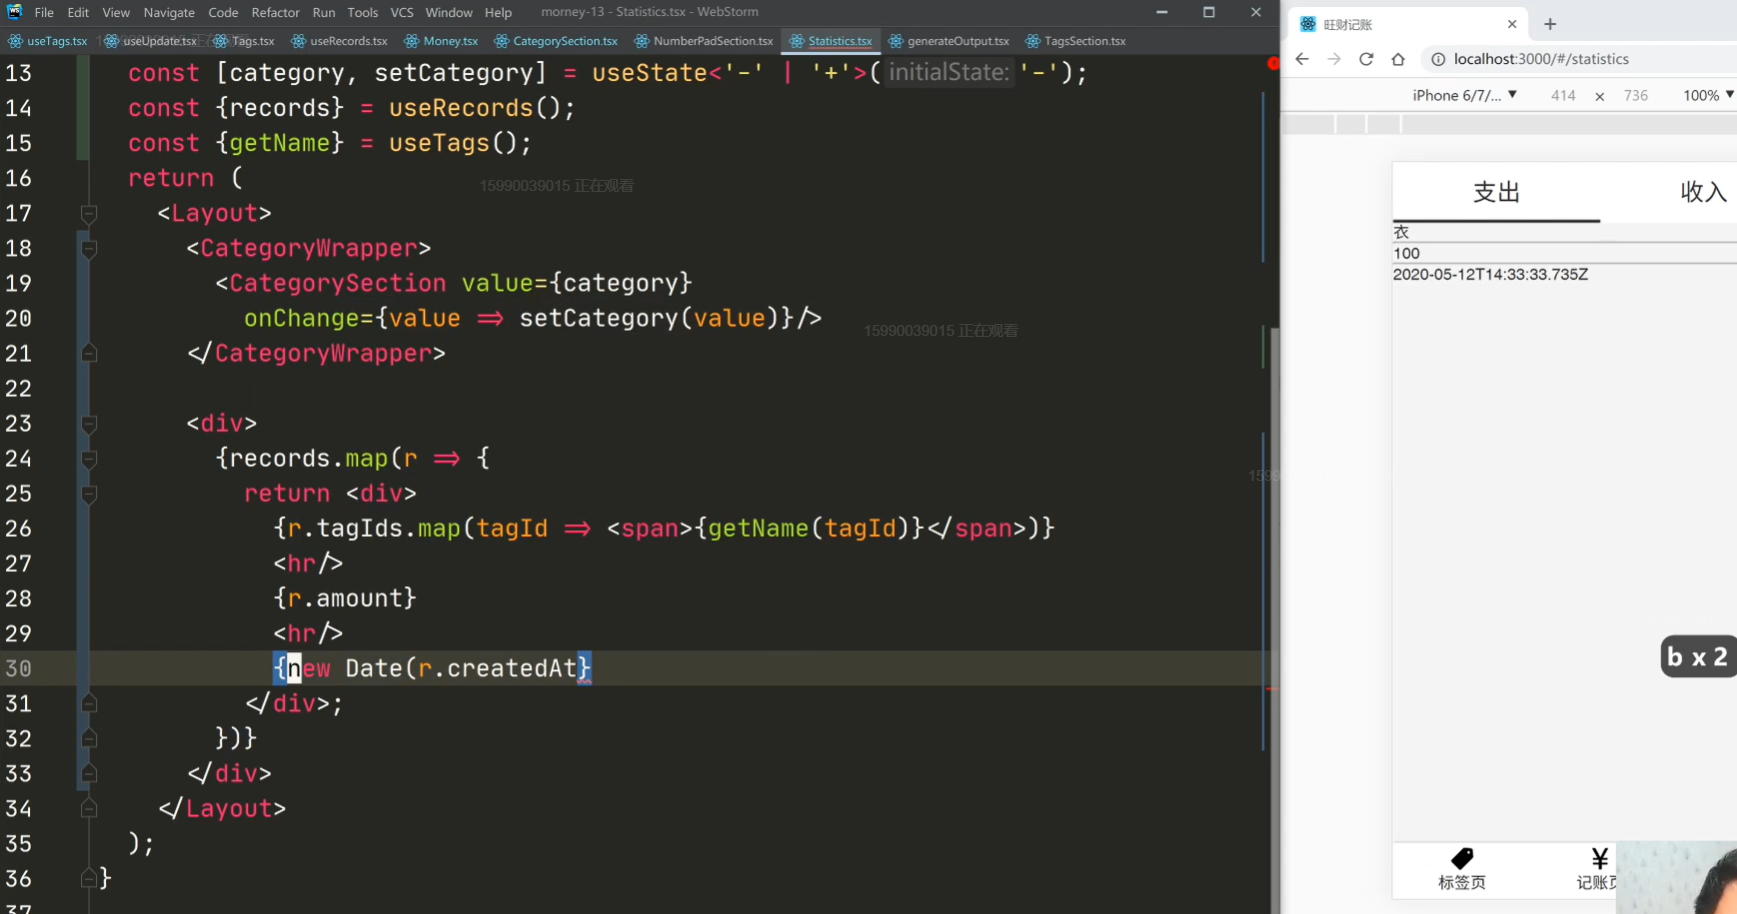 File Edit View Navigate Code Refactor Run Tools VCS Window Help morney-13 - Statistics.tsx - WebStorm
useTags.tsx useUpdate.tsx Tags.tsx useRecords.tsx Money.tsx CategorySection.tsx NumberPadSection.tsx Statistics.tsx generateOutput.tsx TagsSection.tsx
13 const [category, setCategory] = useState<'-' | '+'>( initialState: '-');
14 const {records} = useRecords();
15 const {getName} = useTags();
16 return (
15990039015 正在观看
17 <Layout>
18 <CategoryWrapper>
19 <CategorySection value={category}
20 onChange={value => setCategory(value)}/>
15990039015 正在观看
21 </CategoryWrapper>
22
23 <div>
24 {records.map(r => {
25 return <div>
26 {r.tagIds.map(tagId => <span>{getName(tagId)}</span>)}
27 <hr/>
28 {r.amount}
29 <hr/>
30 {new Date(r.createdAt}
31 </div>;
32 })}
33 </div>
34 </Layout>
35 );
36 }
37
旺财记账
localhost:3000/#/statistics
iPhone 6/7/... 414 × 736 100%
支出 收入
衣
100
2020-05-12T14:33:33.735Z
b x 2
标签页 记账页